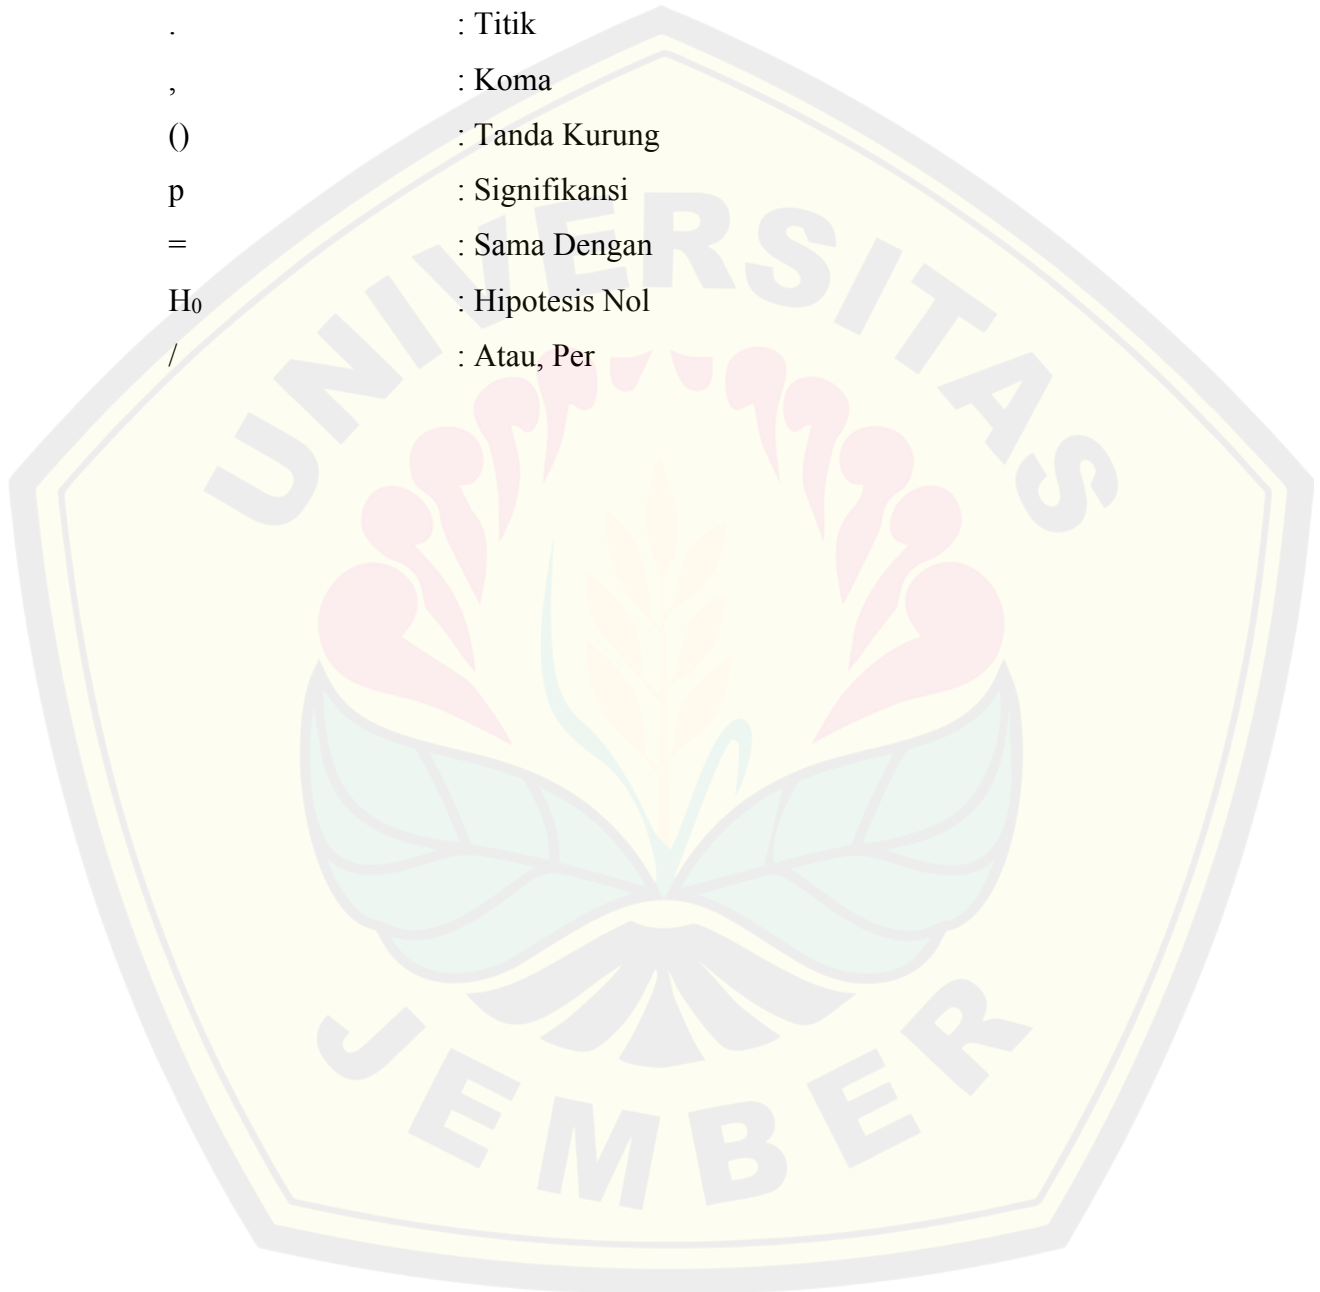 . : Titik
, : Koma
() : Tanda Kurung
p : Signifikansi
= : Sama Dengan
H₀ : Hipotesis Nol
/ : Atau, Per
UNIVERSITAS
JEMBER